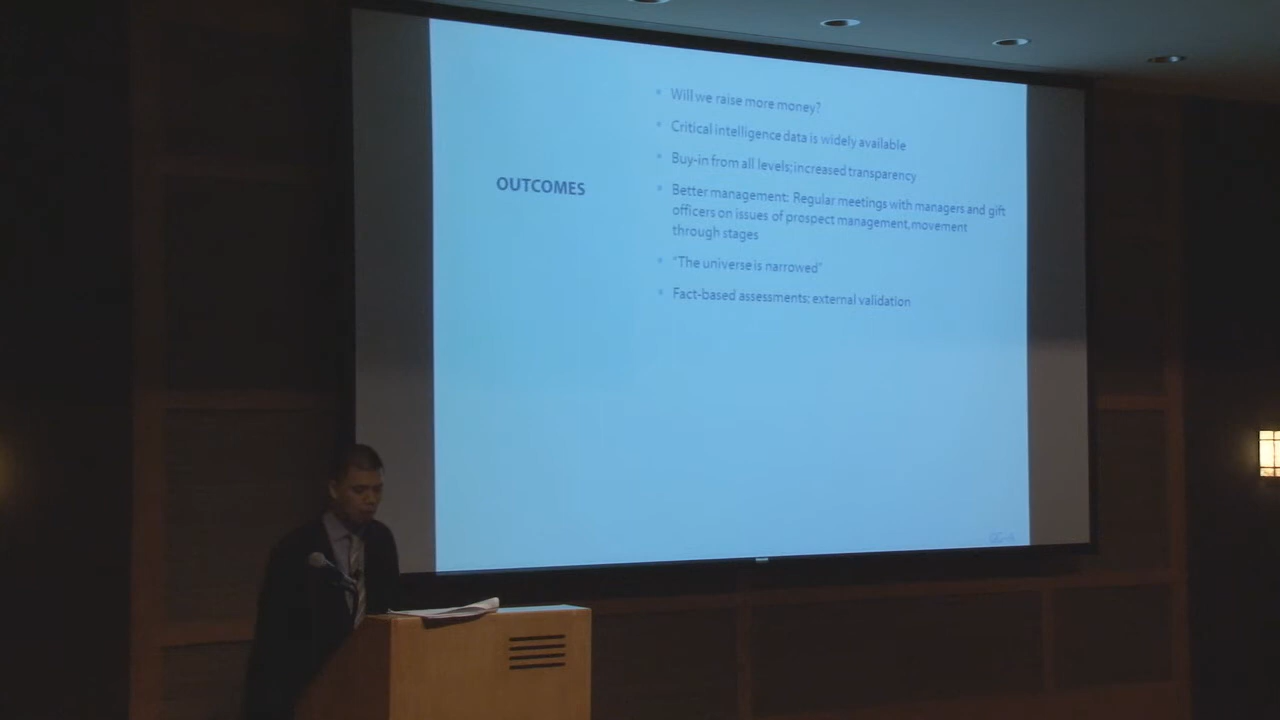 OUTCOMES
Will we raise more money?
Critical intelligence data is widely available
Buy-in from all levels; increased transparency
Better management: Regular meetings with managers and gift
officers on issues of prospect management, movement
through stages
"The universe is narrowed"
Fact-based assessments; external validation